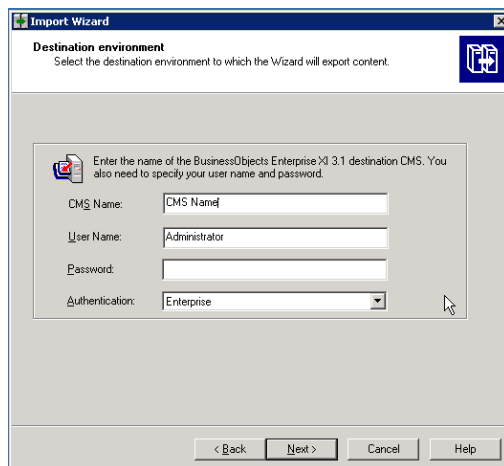 Import Wizard
Destination environment
Select the destination environment to which the Wizard will export content.
Enter the name of the BusinessObjects Enterprise XI 3.1 destination CMS. You
also need to specify your user name and password.
CMS Name: CMS Name
User Name: Administrator
Password:
Authentication: Enterprise
< Back Next > Cancel Help